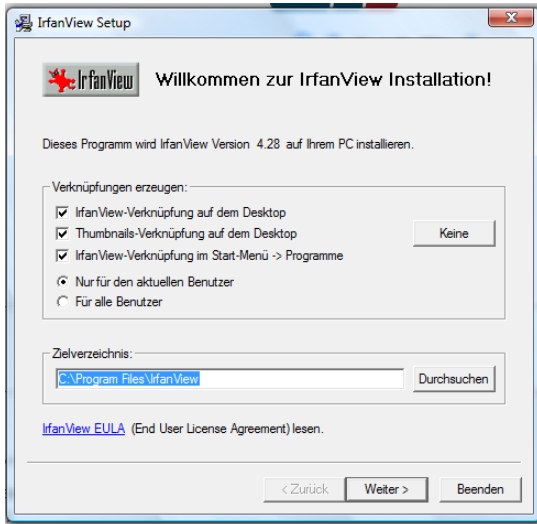 IrfanView Setup
IrfanView Willkommen zur IrfanView Installation!
Dieses Programm wird IrfanView Version 4.28 auf Ihrem PC installieren.
Verknüpfungen erzeugen:
IrfanView-Verknüpfung auf dem Desktop
Thumbnails-Verknüpfung auf dem Desktop
Keine
IrfanView-Verknüpfung im Start-Menü -> Programme
Nur für den aktuellen Benutzer
Für alle Benutzer
Zielverzeichnis:
C:\Program Files\IrfanView
Durchsuchen
IrfanView EULA (End User License Agreement) lesen.
< Zurück Weiter > Beenden